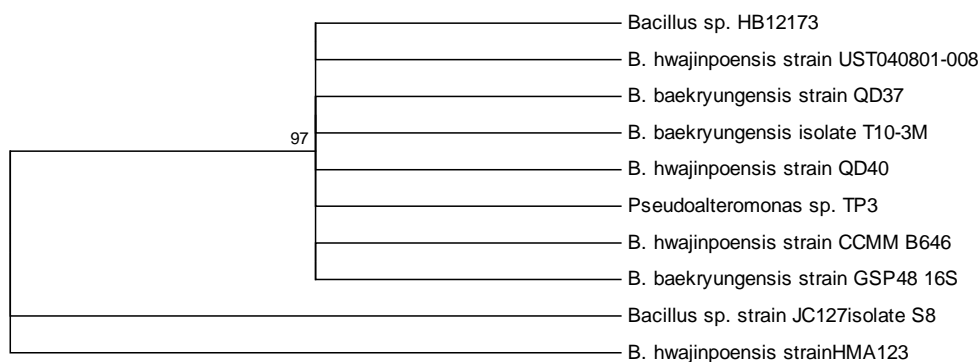 Bacillus sp. HB12173
B. hwajinpoensis strain UST040801-008
B. baekryungensis strain QD37
B. baekryungensis isolate T10-3M
97
B. hwajinpoensis strain QD40
Pseudoalteromonas sp. TP3
B. hwajinpoensis strain CCMM B646
B. baekryungensis strain GSP48 16S
Bacillus sp. strain JC127isolate S8
B. hwajinpoensis strainHMA123